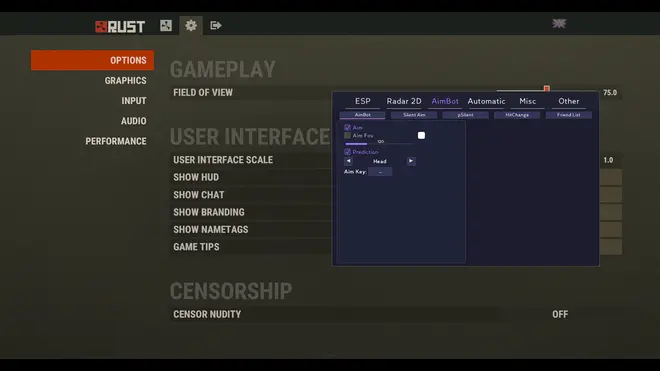 RUST
OPTIONS
GRAPHICS
INPUT
AUDIO
PERFORMANCE
GAMEPLAY
FIELD OF VIEW 75.0
USER INTERFACE
USER INTERFACE SCALE 1.0
SHOW HUD
SHOW CHAT
SHOW BRANDING
SHOW NAMETAGS
GAME TIPS
CENSORSHIP
CENSOR NUDITY OFF
ESP Radar 2D AimBot Automatic Misc Other
AimBot Silent Aim pSilent HitChange Friend List
Aim
Aim Fov
120
Prediction
Head
Aim Key: -